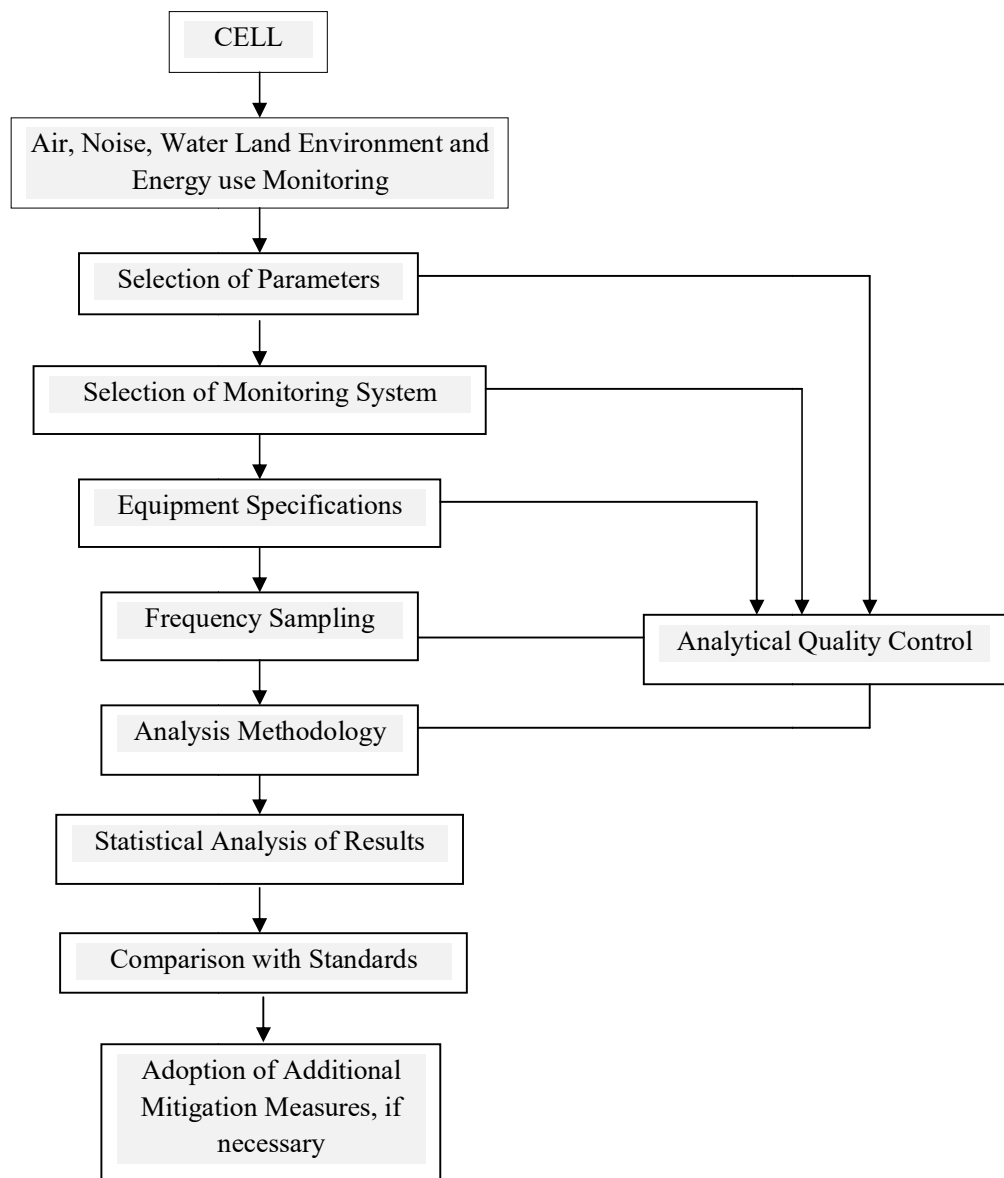 CELL
Air, Noise, Water Land Environment and
Energy use Monitoring
Selection of Parameters
Selection of Monitoring System
Equipment Specifications
Frequency Sampling
Analytical Quality Control
Analysis Methodology
Statistical Analysis of Results
Comparison with Standards
Adoption of Additional
Mitigation Measures, if
necessary